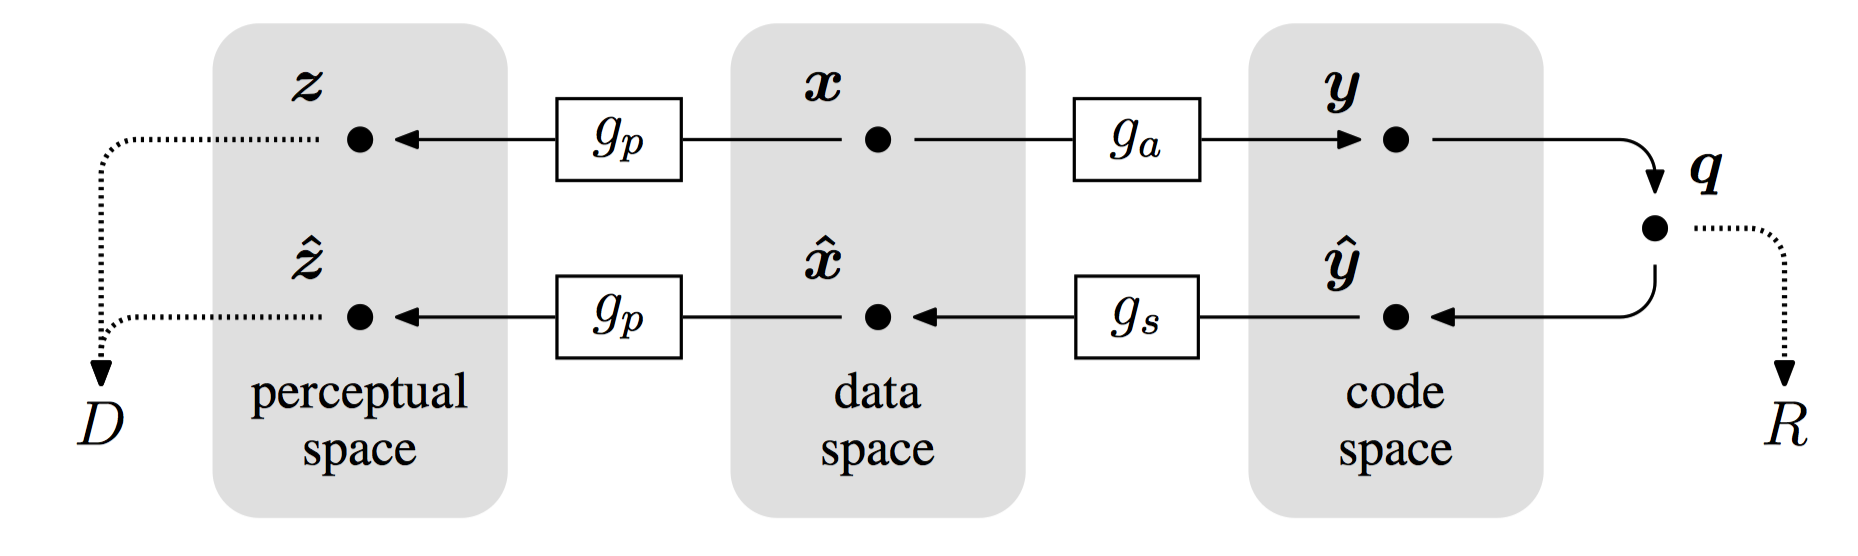 z x y
g_p g_a
q
ẑ x̂ ŷ
g_p g_s
perceptual space
data space
code space
D
R